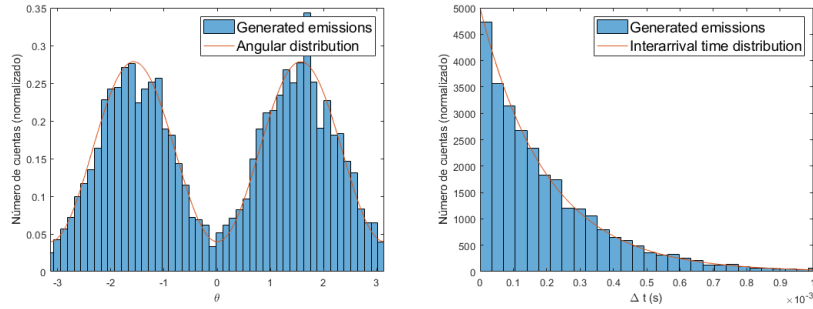 0.35
0.3
0.25
0.2
0.15
0.1
0.05
0
Número de cuentas (normalizado)
Generated emissions
Angular distribution
-3 -2 -1 0 1 2 3
θ
5000
4500
4000
3500
3000
2500
2000
1500
1000
500
0
Número de cuentas (normalizado)
Generated emissions
Interarrival time distribution
0 0.1 0.2 0.3 0.4 0.5 0.6 0.7 0.8 0.9 1
Δ t (s)
×10⁻³